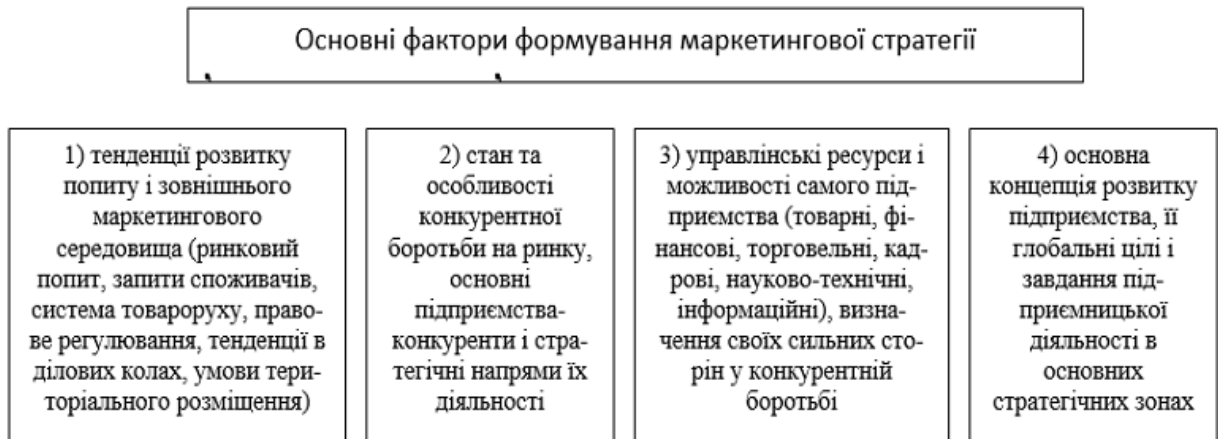 Основні фактори формування маркетингової стратегії
1) тенденції розвитку
попиту і зовнішнього
маркетингового
середовища (ринковий
попит, запити споживачів,
система товароруху, право-
ве регулювання, тенденції в
ділових колах, умови тери-
торіального розміщення)
2) стан та
особливості
конкурентної
боротьби на ринку,
основні
підприємства-
конкуренти і стра-
тегічні напрями їх
діяльності
3) управлінські ресурси і
можливості самого під-
приємства (товарні, фі-
нансові, торговельні, кад-
рові, науково-технічні,
інформаційні), визна-
чення своїх сильних сто-
рін у конкурентній
боротьбі
4) основна
концепція розвитку
підприємства, її
глобальні цілі і
завдання під-
приємницької
діяльності в
основних
стратегічних зонах